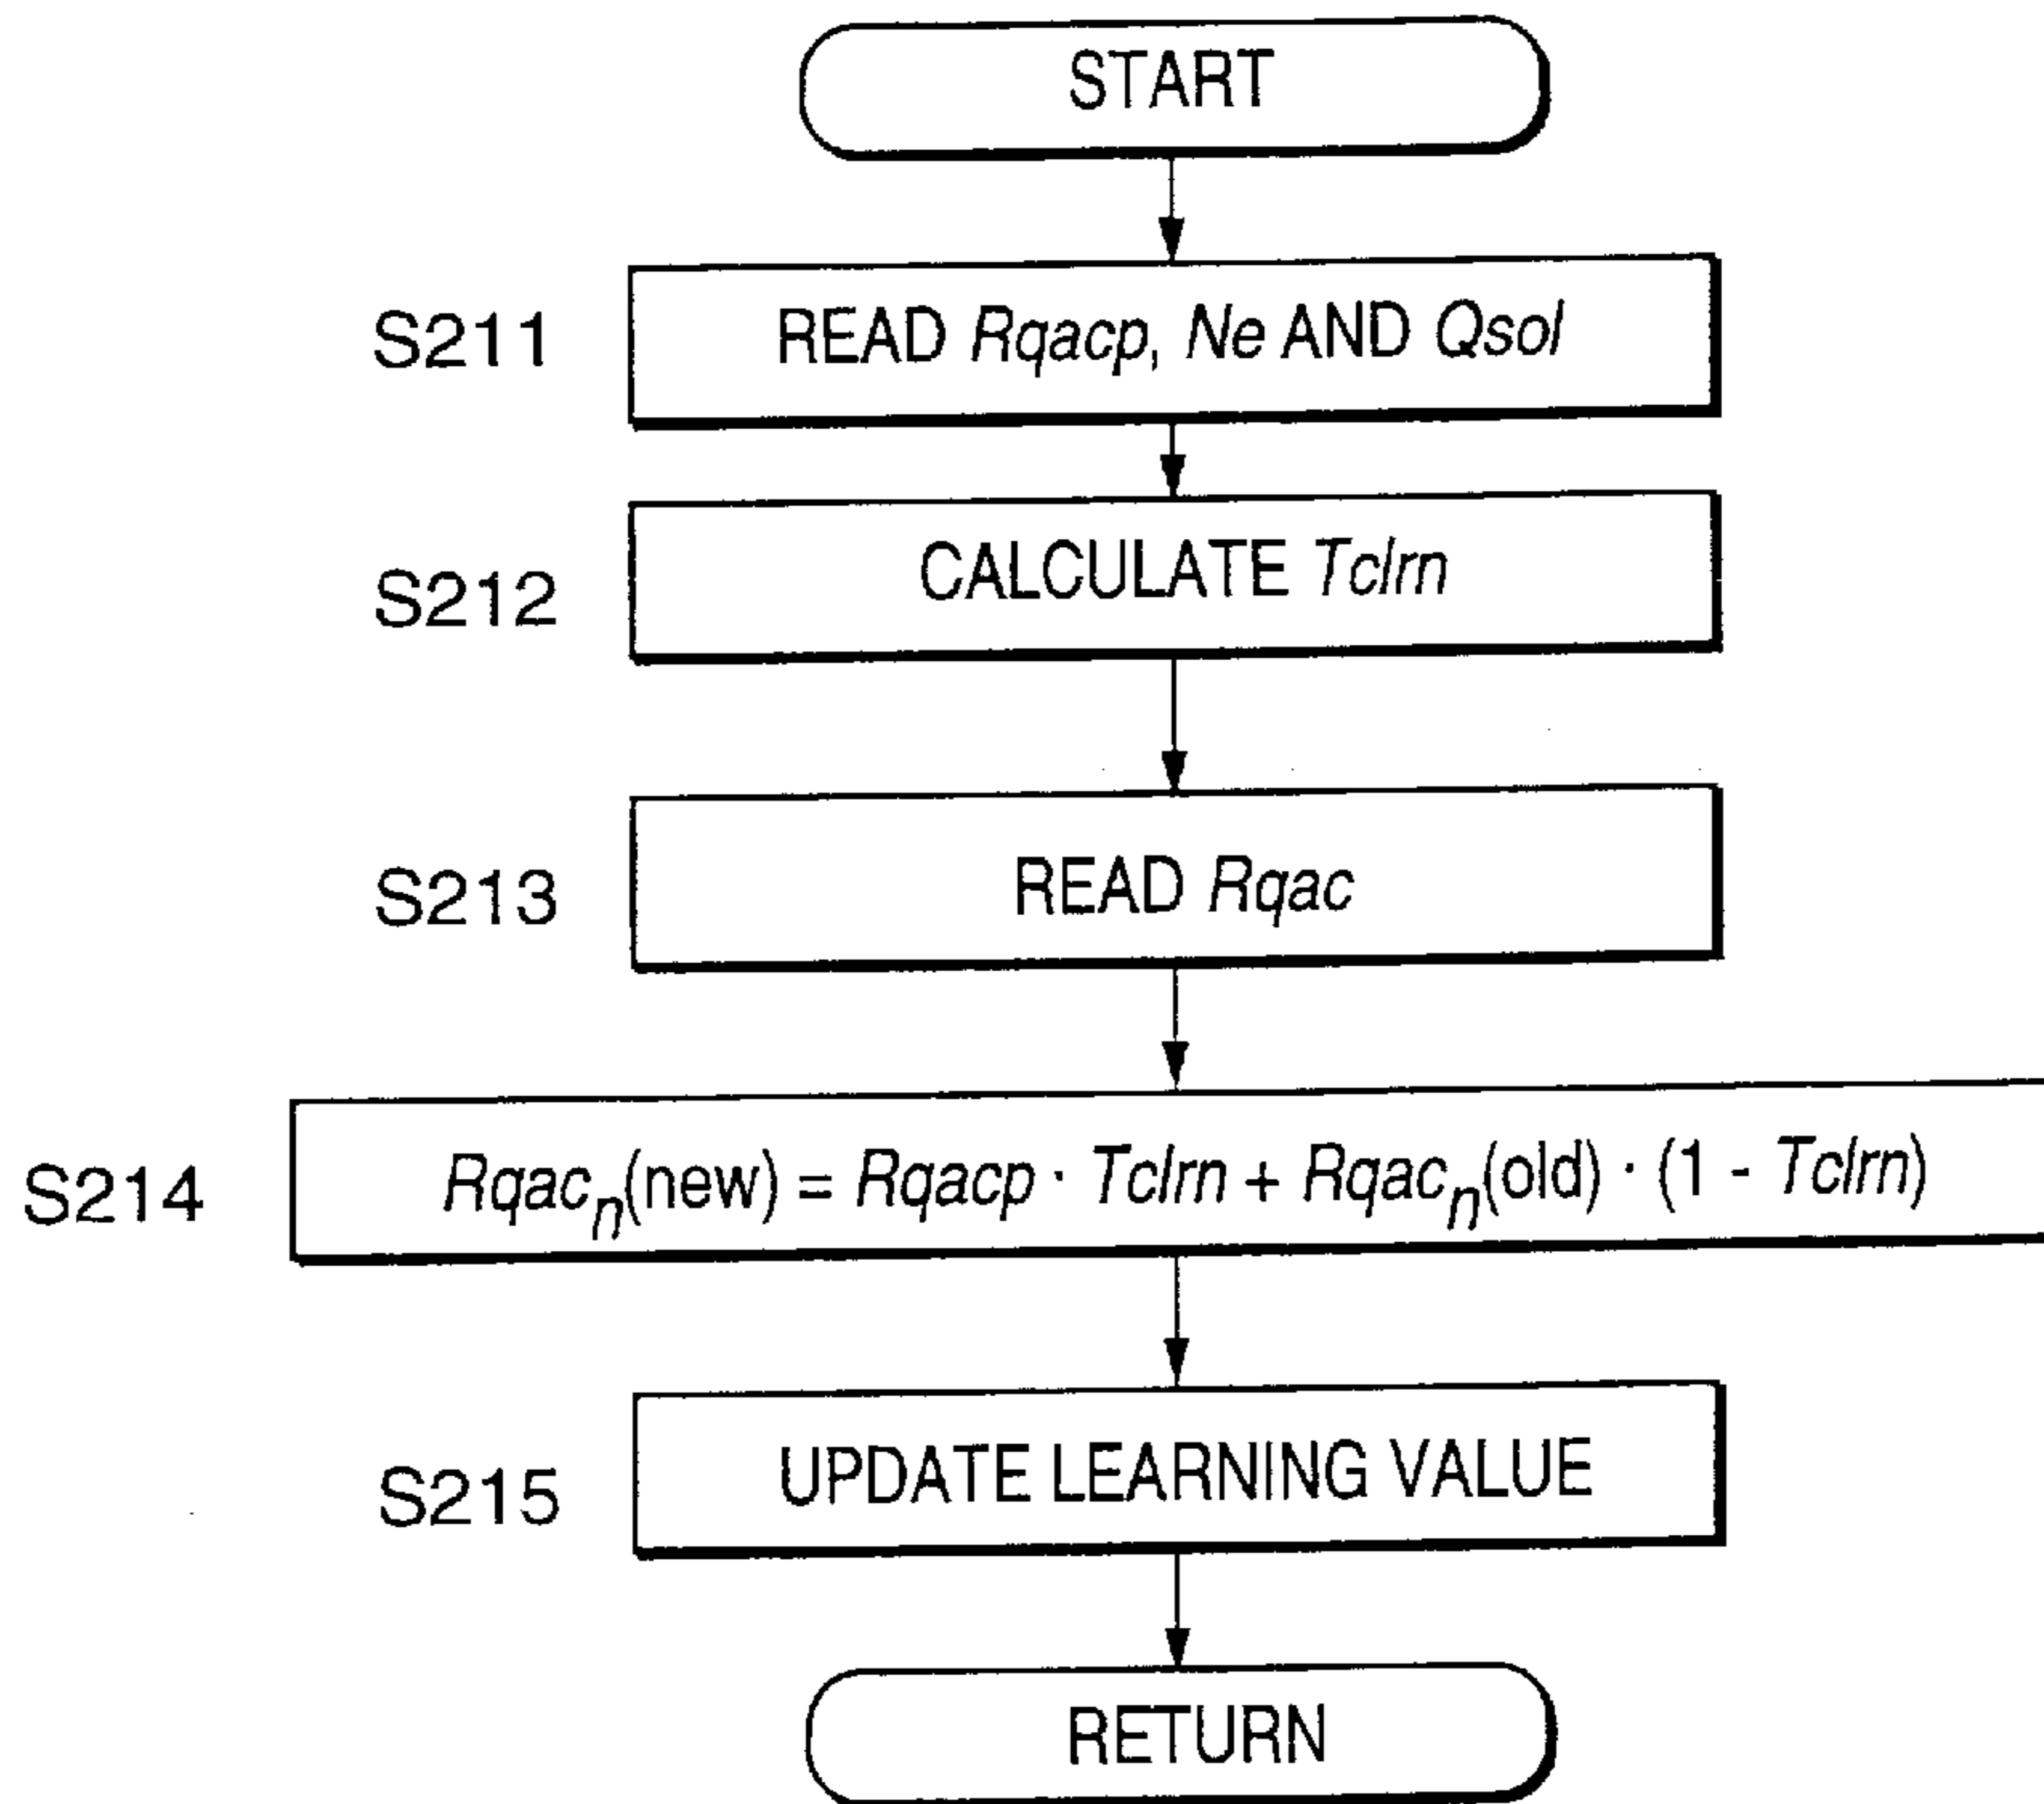 START
S211 READ Rqacp, Ne AND Qsol
S212 CALCULATE Tclrn
S213 READ Rqac
S214 Rqacn(new) = Rqacp · Tclrn + Rqacn(old) · (1 - Tclrn)
S215 UPDATE LEARNING VALUE
RETURN